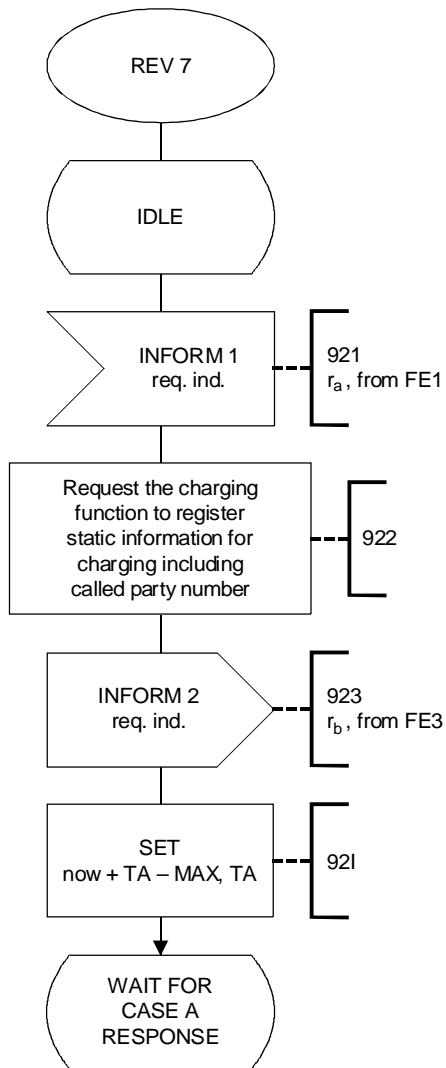 REV 7
IDLE
INFORM 1
req. ind.
921
ra, from FE1
Request the charging
function to register
static information for
charging including
called party number
922
INFORM 2
req. ind.
923
rb, from FE3
SET
now + TA – MAX, TA
92I
WAIT FOR
CASE A
RESPONSE